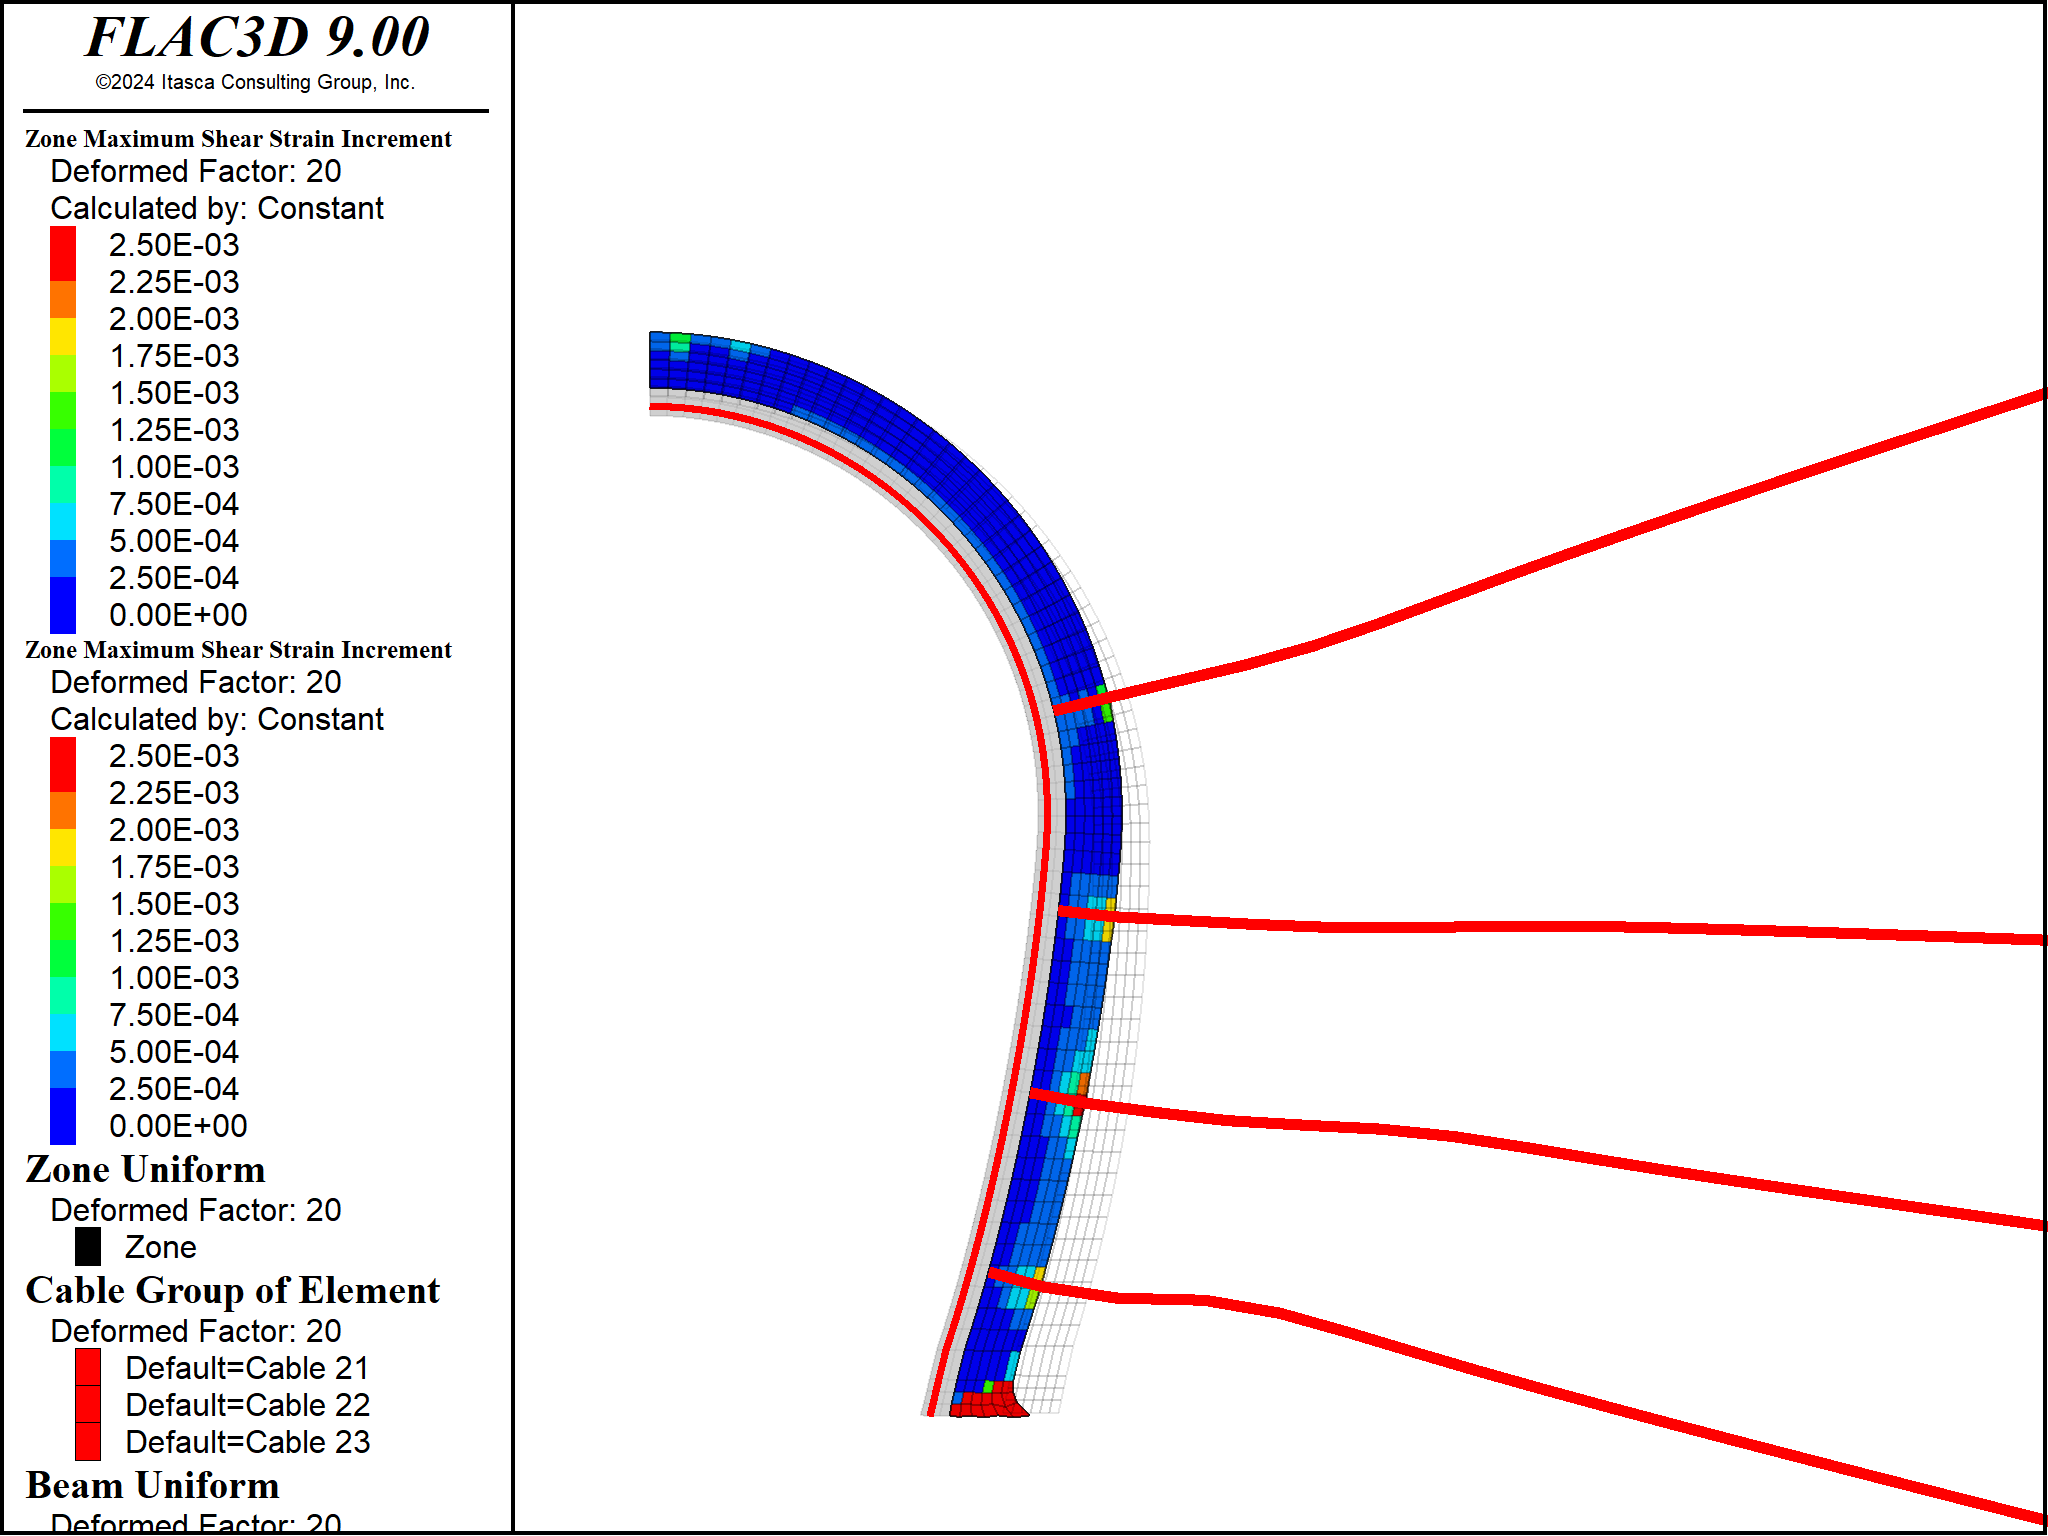 FLAC3D 9.00
©2024 Itasca Consulting Group, Inc.
Zone Maximum Shear Strain Increment
Deformed Factor: 20
Calculated by: Constant
2.50E-03
2.25E-03
2.00E-03
1.75E-03
1.50E-03
1.25E-03
1.00E-03
7.50E-04
5.00E-04
2.50E-04
0.00E+00
Zone Maximum Shear Strain Increment
Deformed Factor: 20
Calculated by: Constant
2.50E-03
2.25E-03
2.00E-03
1.75E-03
1.50E-03
1.25E-03
1.00E-03
7.50E-04
5.00E-04
2.50E-04
0.00E+00
Zone Uniform
Deformed Factor: 20
Zone
Cable Group of Element
Deformed Factor: 20
Default=Cable 21
Default=Cable 22
Default=Cable 23
Beam Uniform
Deformed Factor: 20